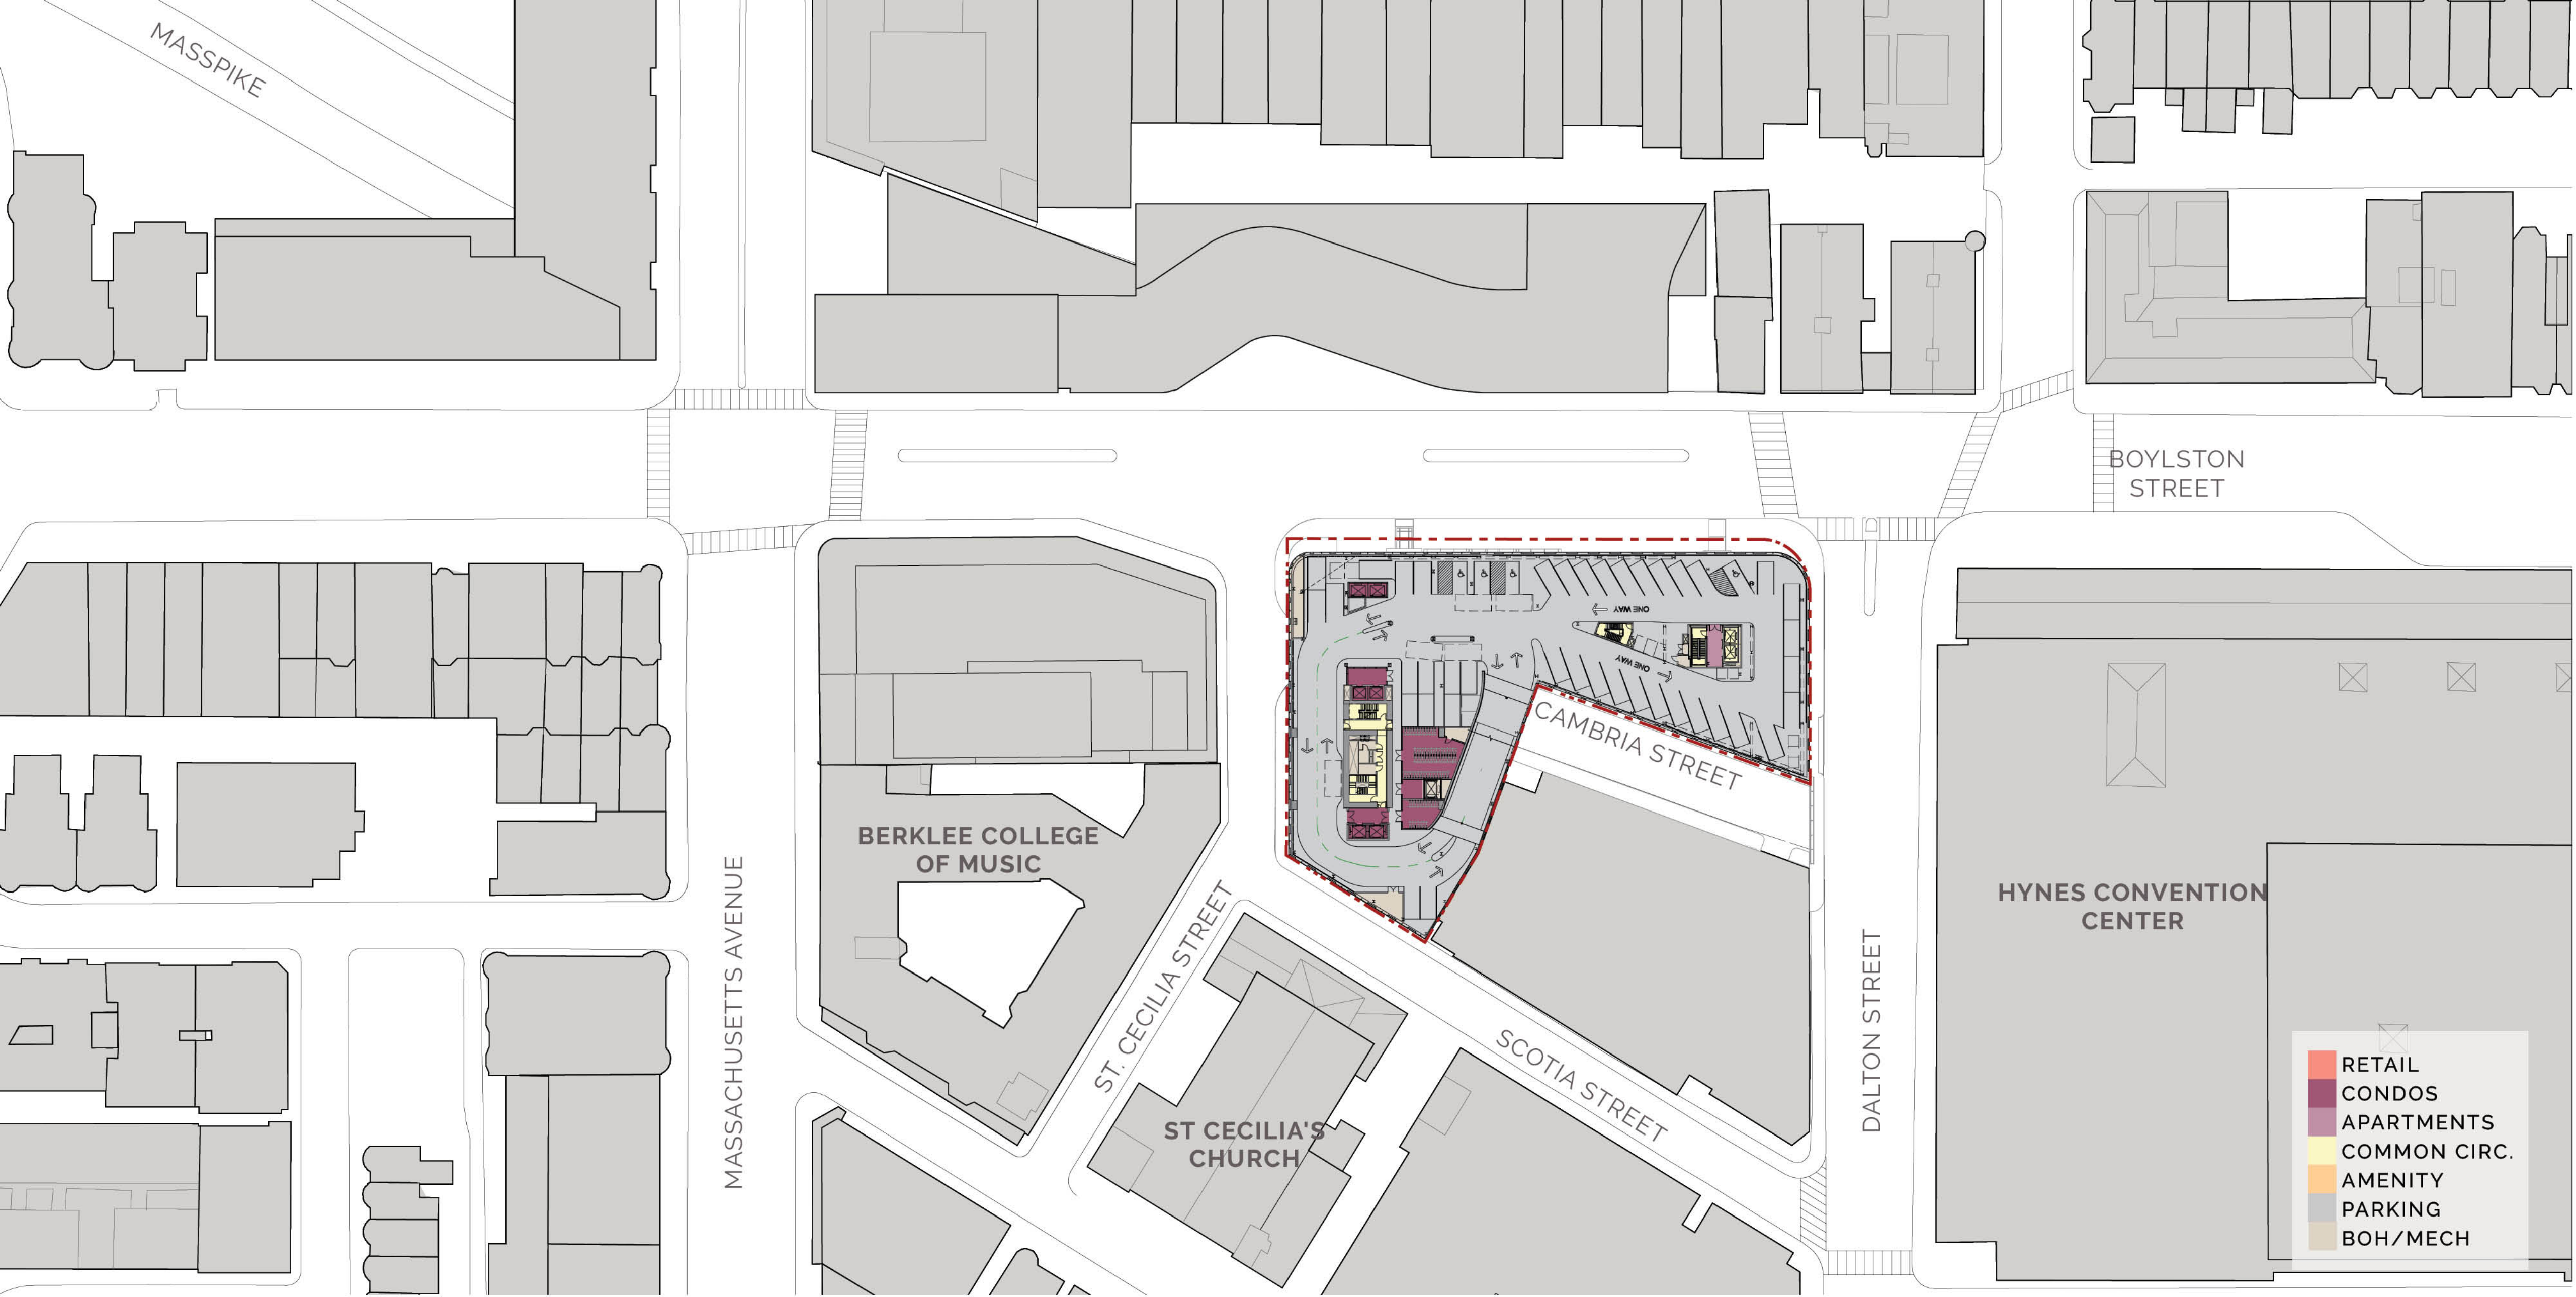 MASSPIKE
BOYLSTON
STREET
ONE WAY
ONE WAY
CAMBRIA STREET
BERKLEE COLLEGE
OF MUSIC
MASSACHUSETTS AVENUE
ST. CECILIA STREET
HYNES CONVENTION
CENTER
DALTON STREET
SCOTIA STREET
ST CECILIA'S
CHURCH
RETAIL
CONDOS
APARTMENTS
COMMON CIRC.
AMENITY
PARKING
BOH/MECH